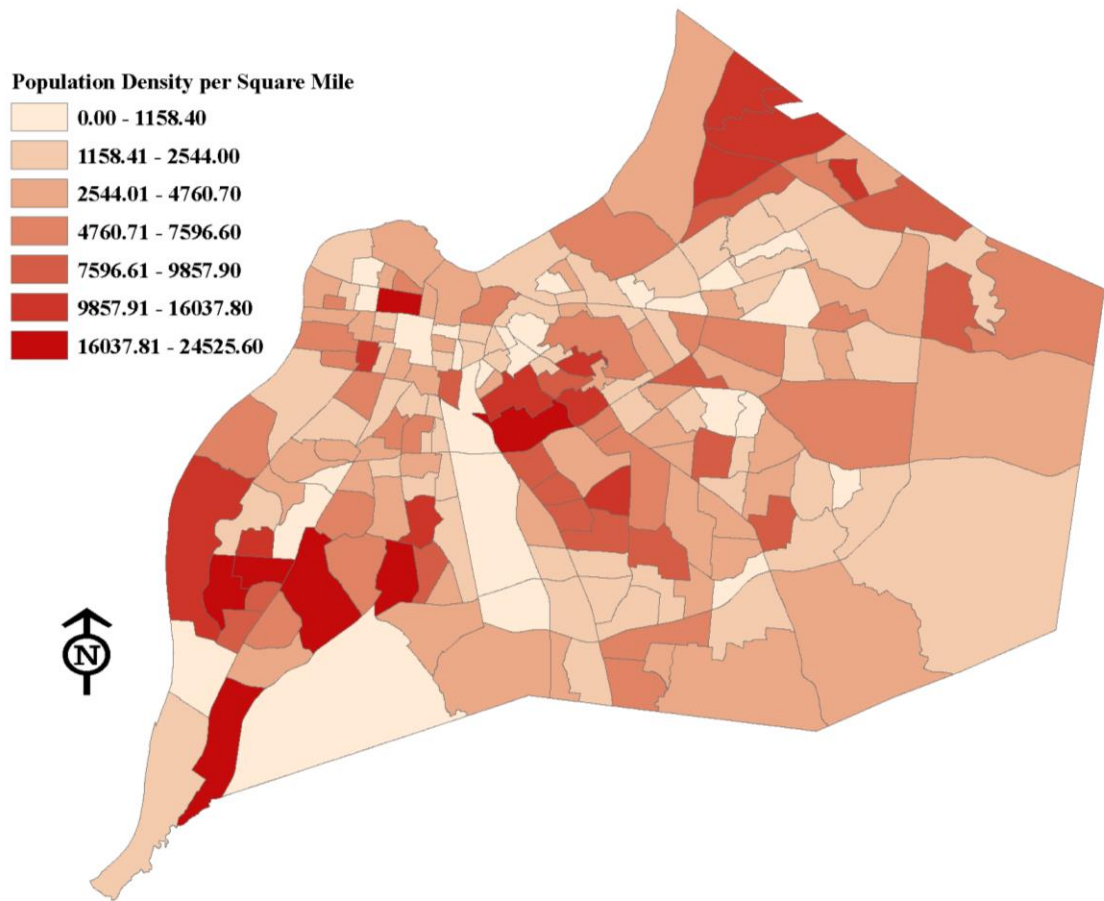 Population Density per Square Mile
0.00 - 1158.40
1158.41 - 2544.00
2544.01 - 4760.70
4760.71 - 7596.60
7596.61 - 9857.90
9857.91 - 16037.80
16037.81 - 24525.60
N